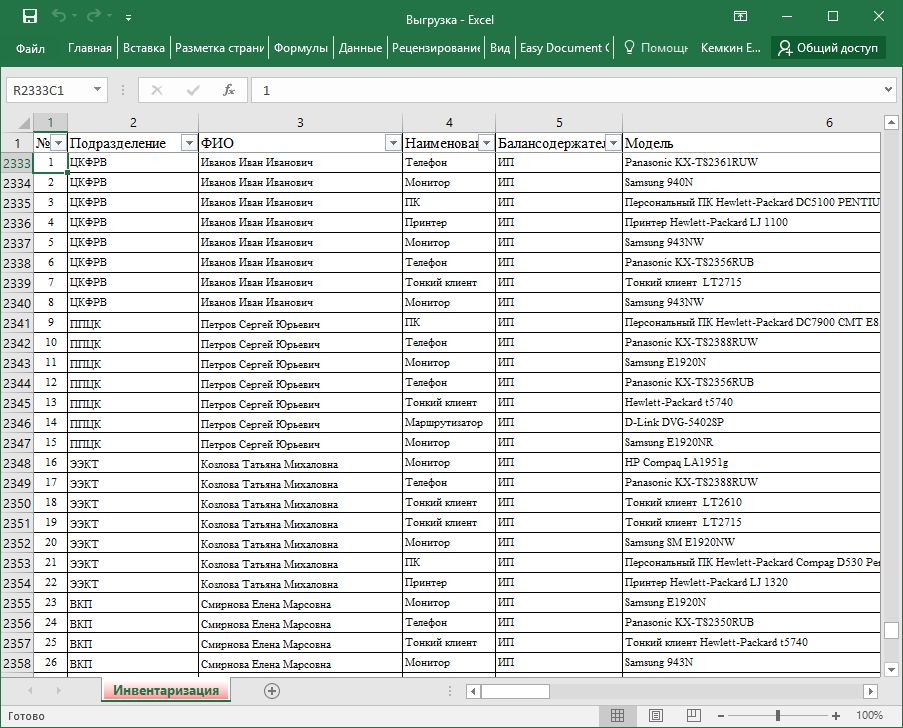 Выгрузка - Excel
Файл Главная Вставка Разметка страни Формулы Данные Рецензировани Вид Easy Document Помощь Кемкин Е... Общий доступ
R2333C1 fx 1
1 2 3 4 5 6
1 № Подразделение ФИО Наименован Балансодержател Модель
2333 1 ЦКФРВ Иванов Иван Иванович Телефон ИП Panasonic KX-TS2361RUW
2334 2 ЦКФРВ Иванов Иван Иванович Монитор ИП Samsung 940N
2335 3 ЦКФРВ Иванов Иван Иванович ПК ИП Персональный ПК Hewlett-Packard DC5100 PENTIU
2336 4 ЦКФРВ Иванов Иван Иванович Принтер ИП Принтер Hewlett-Packard LJ 1100
2337 5 ЦКФРВ Иванов Иван Иванович Монитор ИП Samsung 943NW
2338 6 ЦКФРВ Иванов Иван Иванович Телефон ИП Panasonic KX-TS2356RUB
2339 7 ЦКФРВ Иванов Иван Иванович Тонкий клиент ИП Тонкий клиент LT2715
2340 8 ЦКФРВ Иванов Иван Иванович Монитор ИП Samsung 943NW
2341 9 ППЦК Петров Сергей Юрьевич ПК ИП Персональный ПК Hewlett-Packard DC7900 CMT E8
2342 10 ППЦК Петров Сергей Юрьевич Телефон ИП Panasonic KX-TS2388RUW
2343 11 ППЦК Петров Сергей Юрьевич Монитор ИП Samsung E1920N
2344 12 ППЦК Петров Сергей Юрьевич Телефон ИП Panasonic KX-TS2356RUB
2345 13 ППЦК Петров Сергей Юрьевич Тонкий клиент ИП Hewlett-Packard t5740
2346 14 ППЦК Петров Сергей Юрьевич Маршрутизатор ИП D-Link DVG-5402SP
2347 15 ППЦК Петров Сергей Юрьевич Монитор ИП Samsung E1920NR
2348 16 ЭЭКТ Козлова Татьяна Михаловна Монитор ИП HP Compaq LA1951g
2349 17 ЭЭКТ Козлова Татьяна Михаловна Телефон ИП Panasonic KX-TS2388RUW
2350 18 ЭЭКТ Козлова Татьяна Михаловна Тонкий клиент ИП Тонкий клиент LT2610
2351 19 ЭЭКТ Козлова Татьяна Михаловна Тонкий клиент ИП Тонкий клиент LT2715
2352 20 ЭЭКТ Козлова Татьяна Михаловна Монитор ИП Samsung SM E1920NW
2353 21 ЭЭКТ Козлова Татьяна Михаловна ПК ИП Персональный ПК Hewlett-Packard Compag D530 Pen
2354 22 ЭЭКТ Козлова Татьяна Михаловна Принтер ИП Принтер Hewlett-Packard LJ 1320
2355 23 ВКП Смирнова Елена Марсовна Монитор ИП Samsung E1920N
2356 24 ВКП Смирнова Елена Марсовна Телефон ИП Panasonic KX-TS2350RUB
2357 25 ВКП Смирнова Елена Марсовна Тонкий клиент ИП Тонкий клиент Hewlett-Packard t5740
2358 26 ВКП Смирнова Елена Марсовна Монитор ИП Samsung 943N
Инвентаризация
Готово 100%